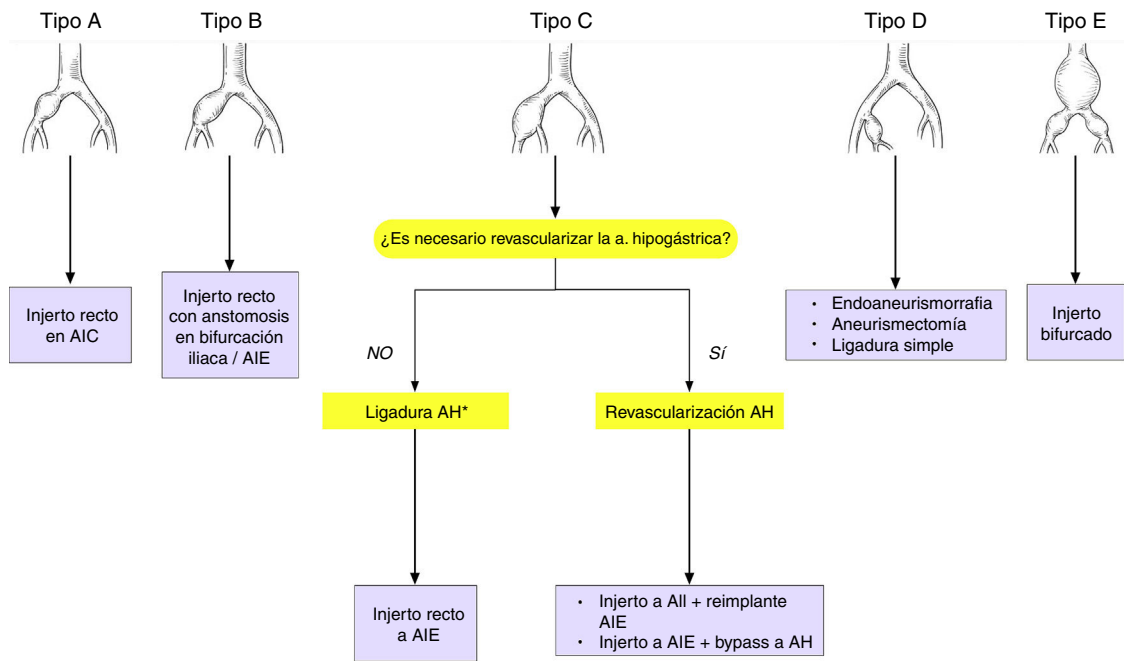 Tipo A
Tipo B
Tipo C
Tipo D
Tipo E
¿Es necesario revascularizar la a. hipogástrica?
Injerto recto
en AIC
Injerto recto
con anstomosis
en bifurcación
iliaca / AIE
• Endoaneurismorrafia
• Aneurismectomía
• Ligadura simple
Injerto
bifurcado
NO
Sí
Ligadura AH*
Revascularización AH
Injerto recto
a AIE
• Injerto a AII + reimplante
AIE
• Injerto a AIE + bypass a AH